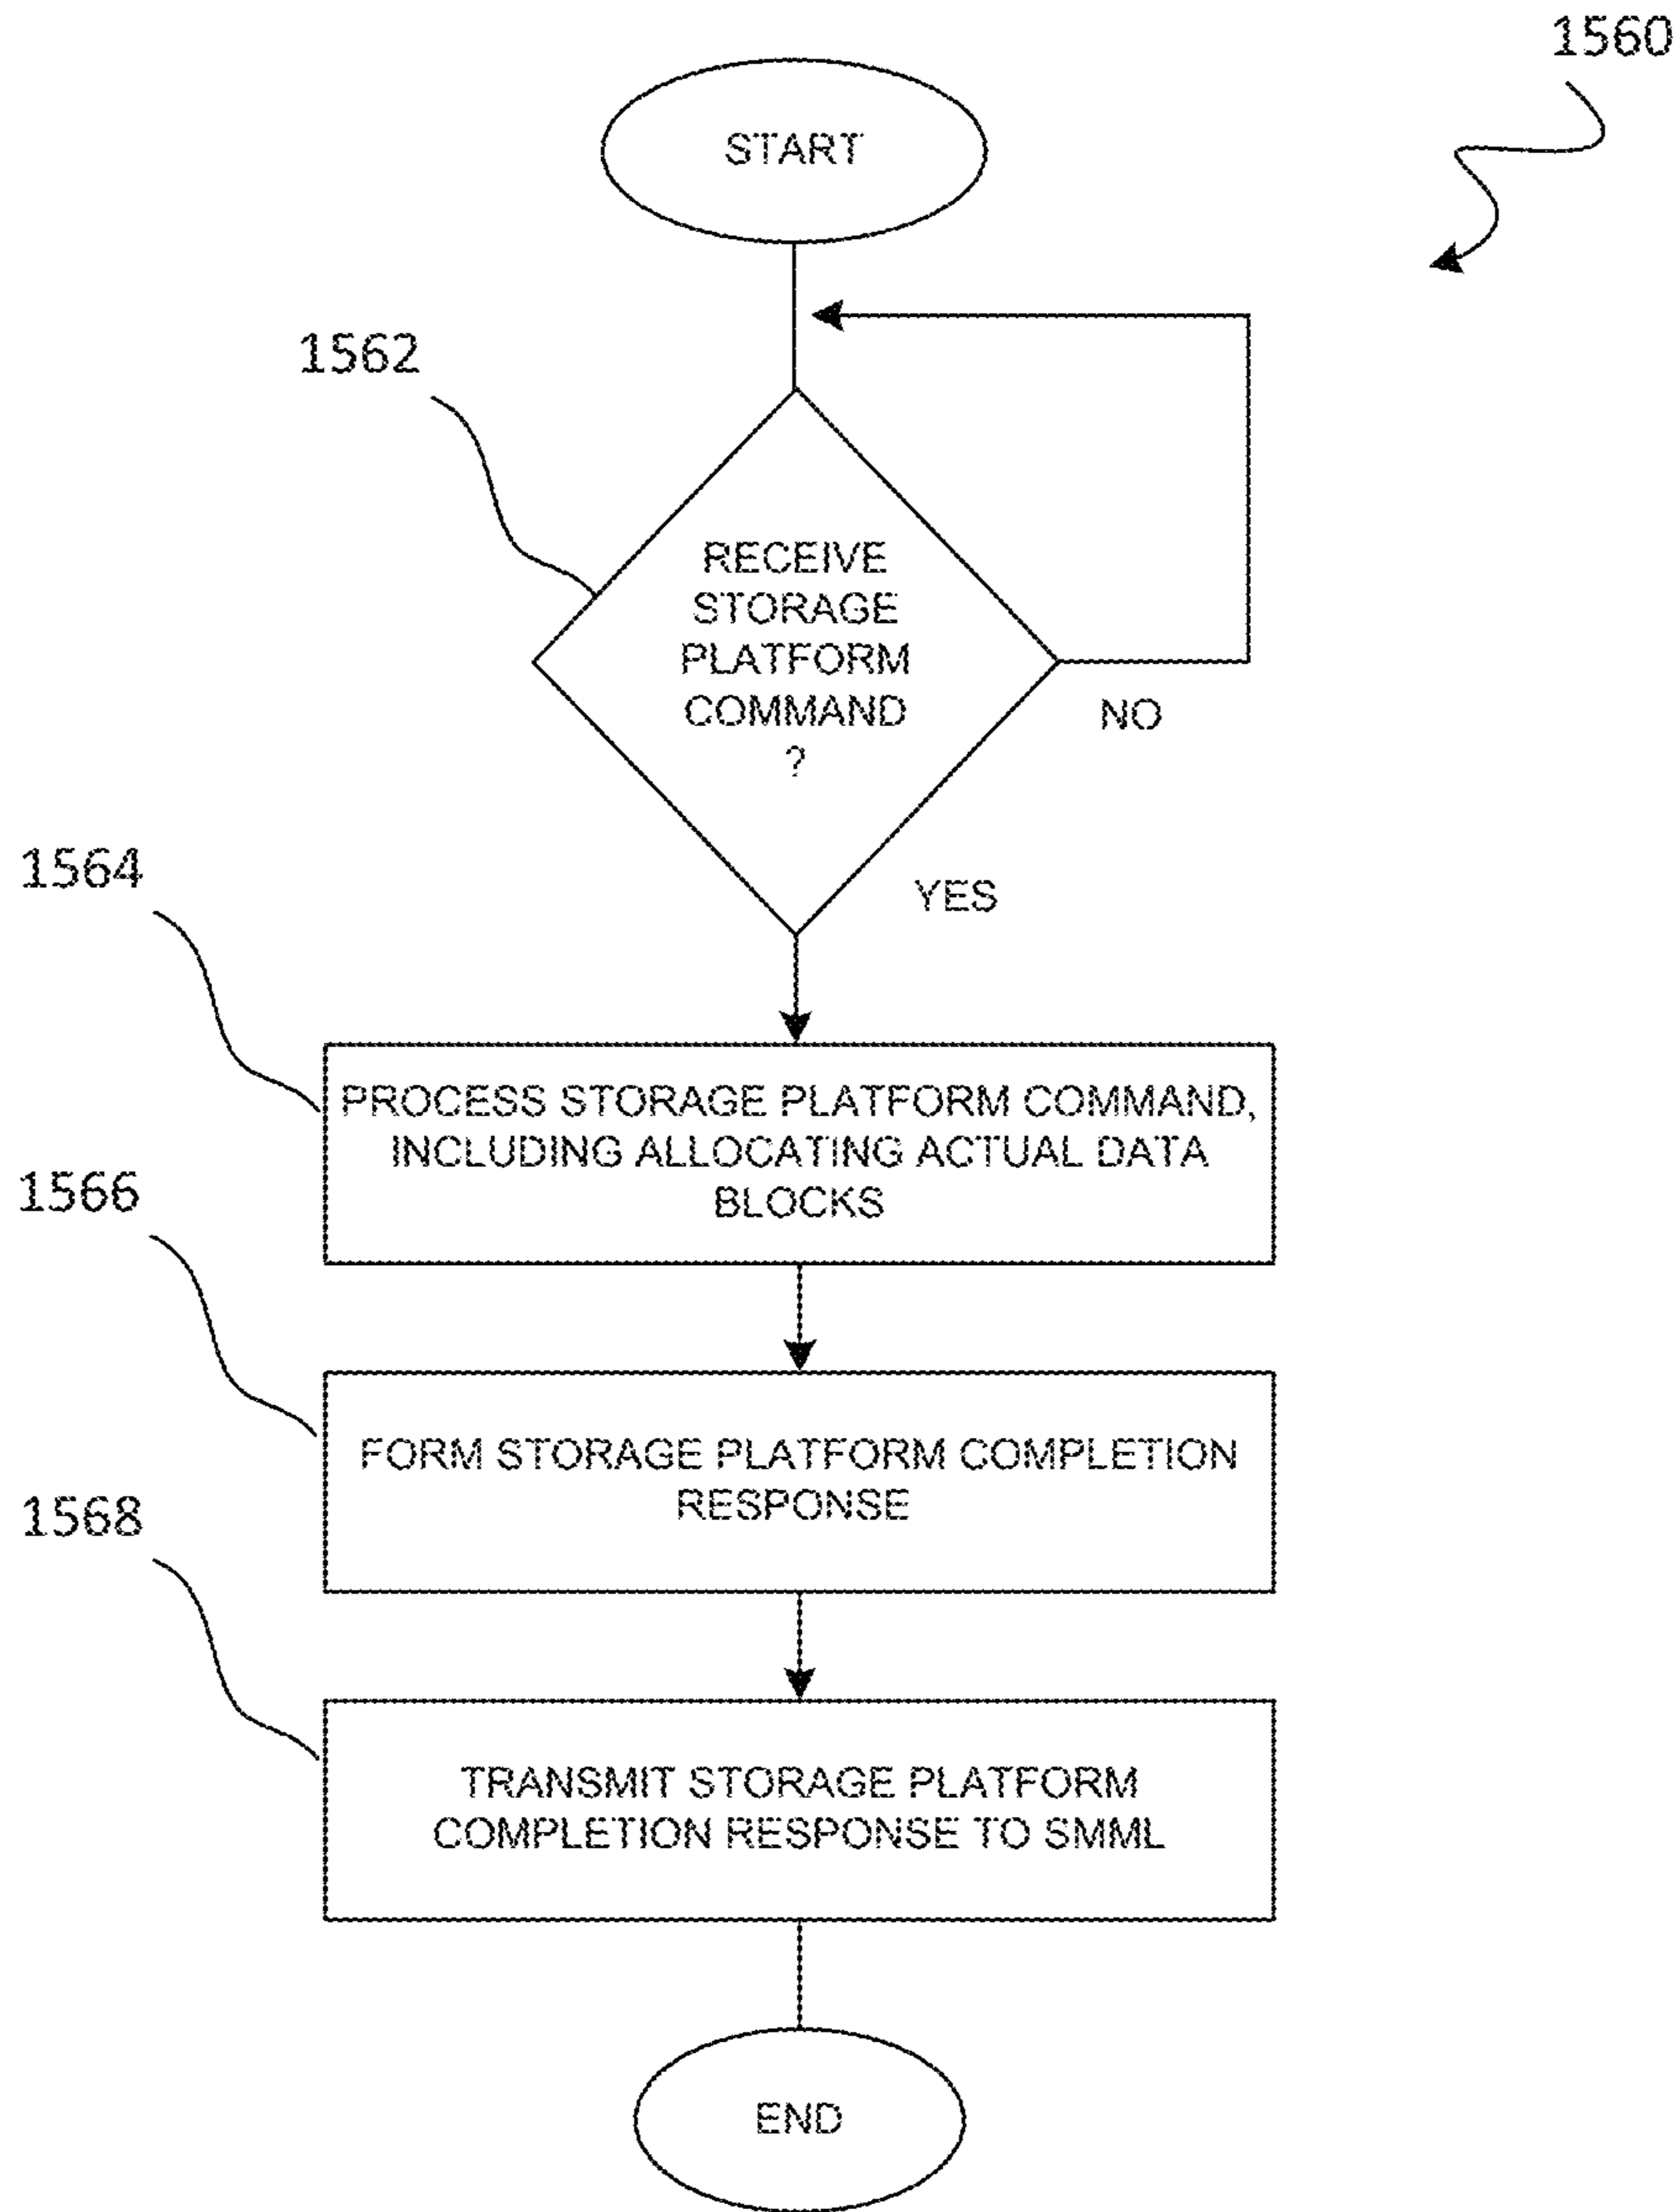 1560
START
1562
RECEIVE
STORAGE
PLATFORM
COMMAND
?
NO
YES
1564
PROCESS STORAGE PLATFORM COMMAND,
INCLUDING ALLOCATING ACTUAL DATA
BLOCKS
1566
FORM STORAGE PLATFORM COMPLETION
RESPONSE
1568
TRANSMIT STORAGE PLATFORM
COMPLETION RESPONSE TO SMML
END